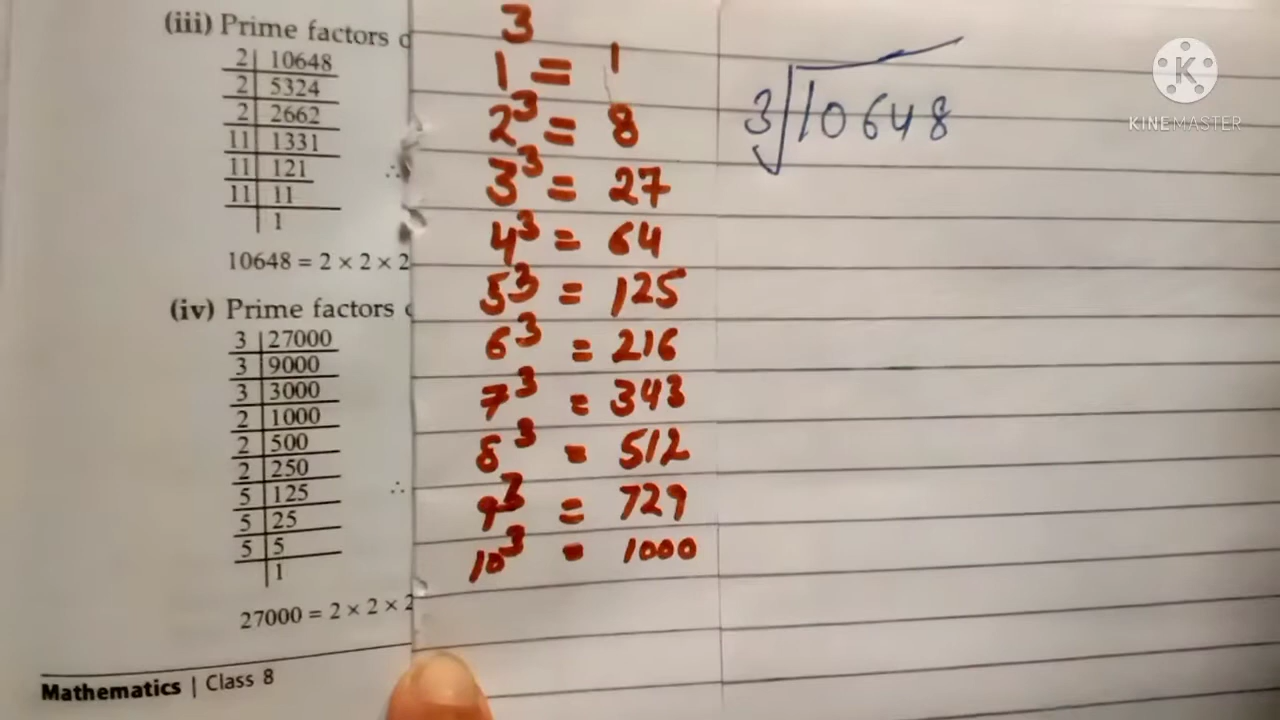 (iii) Prime factors
2 | 10648
2 | 5324
2 | 2662
11 | 1331
11 | 121
11 | 11
| 1
∴
10648 = 2 × 2 × 2
(iv) Prime factors
3 | 27000
3 | 9000
3 | 3000
2 | 1000
2 | 500
2 | 250
5 | 125
5 | 25
5 | 5
| 1
∴
27000 = 2 × 2 × 2
Mathematics | Class 8
1³ = 1
2³ = 8
3³ = 27
4³ = 64
5³ = 125
6³ = 216
7³ = 343
8³ = 512
9³ = 729
10³ = 1000
∛10648
K
KINEMASTER